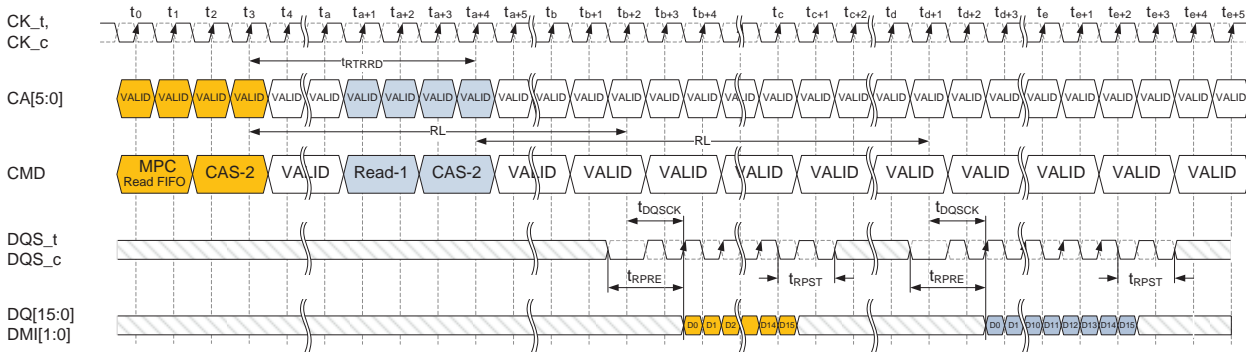 t0 t1 t2 t3 t4 ta ta+1 ta+2 ta+3 ta+4 ta+5 tb tb+1 tb+2 tb+3 tb+4 tc tc+1 tc+2 td td+1 td+2 td+3 te te+1 te+2 te+3 te+4 te+5
CK_t,
CK_c
tRTRRD
CA[5:0] VALID VALID VALID VALID VALID VALID VALID VALID VALID VALID VALID VALID VALID VALID VALID VALID VALID VALID VALID VALID VALID VALID VALID VALID VALID VALID VALID VALID VALID VALID
RL
RL
CMD MPC Read FIFO CAS-2 VALID Read-1 CAS-2 VALID VALID VALID VALID VALID VALID VALID VALID VALID VALID
tDQSCK tDQSCK
DQS_t
DQS_c
tRPRE tRPST tRPRE tRPST
DQ[15:0]
DMI[1:0]
D0 D1 D2 D14 D15 D0 D1 D10 D11 D12 D13 D14 D15